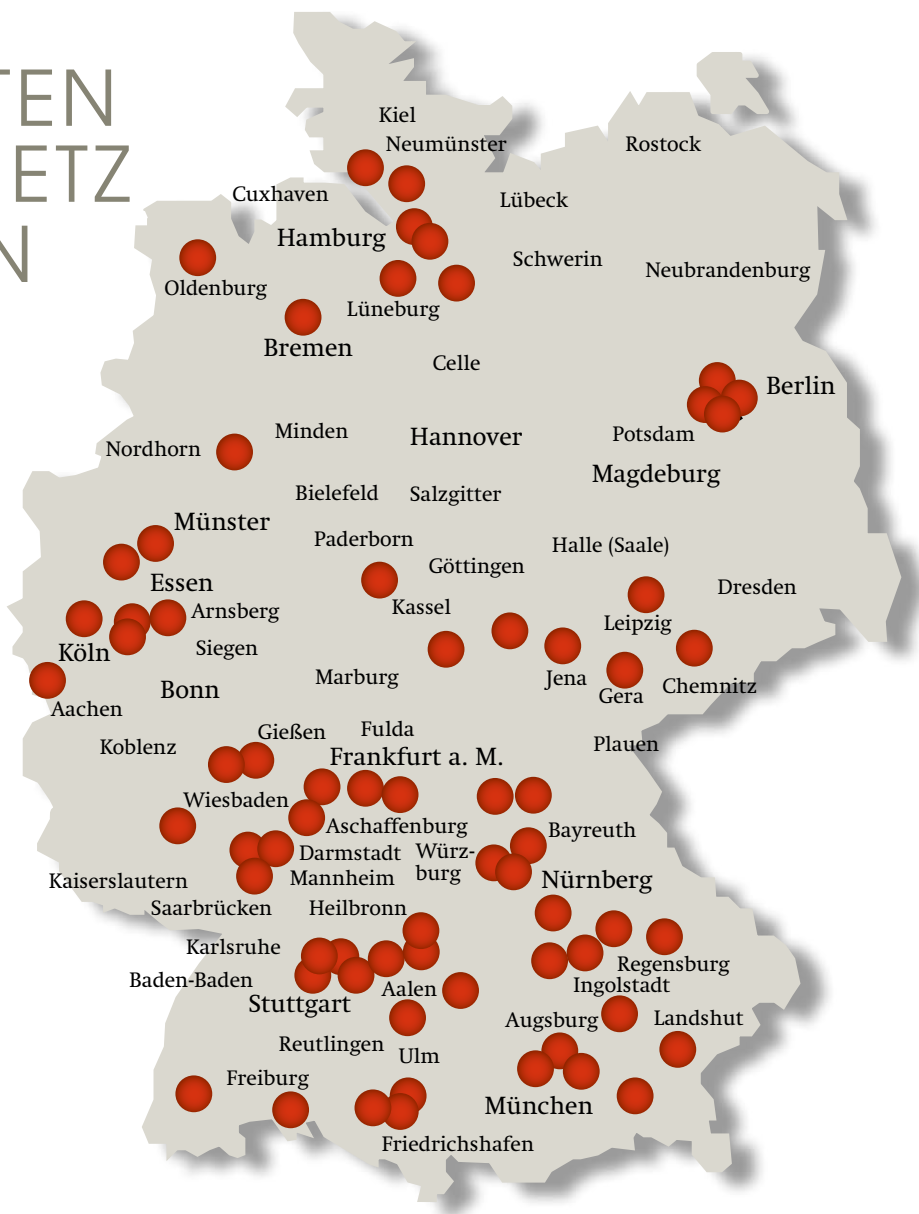 TEN
ETZ
N
Kiel
Neumünster
Rostock
Cuxhaven
Lübeck
Hamburg
Schwerin
Neubrandenburg
Oldenburg
Lüneburg
Bremen
Celle
Berlin
Minden
Hannover
Potsdam
Nordhorn
Magdeburg
Bielefeld
Salzgitter
Münster
Paderborn
Halle (Saale)
Göttingen
Essen
Dresden
Arnsberg
Kassel
Leipzig
Köln
Siegen
Marburg
Jena
Bonn
Gera
Chemnitz
Aachen
Gießen
Fulda
Koblenz
Plauen
Frankfurt a. M.
Wiesbaden
Aschaffenburg
Bayreuth
Darmstadt
Würz-
burg
Kaiserslautern
Mannheim
Nürnberg
Saarbrücken
Heilbronn
Karlsruhe
Regensburg
Baden-Baden
Ingolstadt
Aalen
Stuttgart
Augsburg
Landshut
Reutlingen
Ulm
Freiburg
München
Friedrichshafen